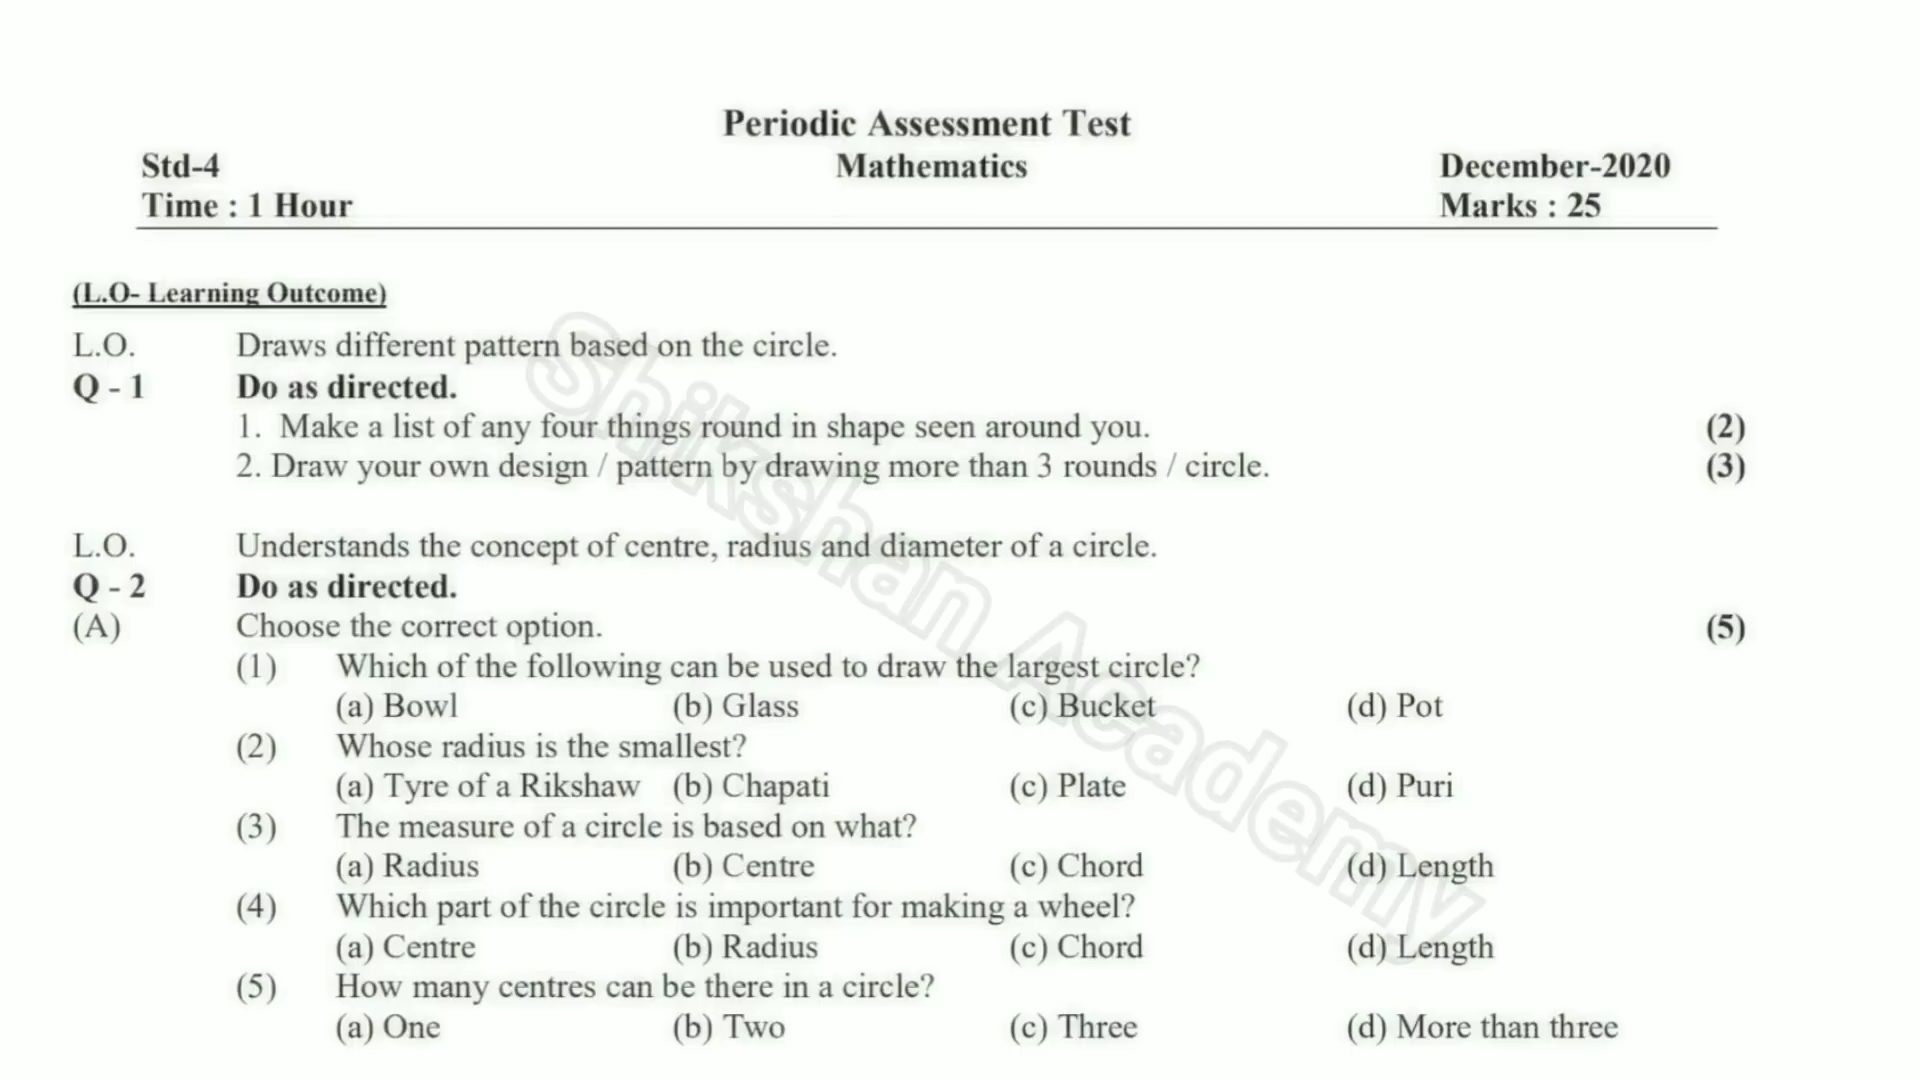 Periodic Assessment Test
Std-4 Mathematics December-2020
Time : 1 Hour Marks : 25
(L.O- Learning Outcome)
L.O. Draws different pattern based on the circle.
Q - 1 Do as directed.
1. Make a list of any four things round in shape seen around you. (2)
2. Draw your own design / pattern by drawing more than 3 rounds / circle. (3)
L.O. Understands the concept of centre, radius and diameter of a circle.
Q - 2 Do as directed.
(A) Choose the correct option. (5)
(1) Which of the following can be used to draw the largest circle?
(a) Bowl (b) Glass (c) Bucket (d) Pot
(2) Whose radius is the smallest?
(a) Tyre of a Rikshaw (b) Chapati (c) Plate (d) Puri
(3) The measure of a circle is based on what?
(a) Radius (b) Centre (c) Chord (d) Length
(4) Which part of the circle is important for making a wheel?
(a) Centre (b) Radius (c) Chord (d) Length
(5) How many centres can be there in a circle?
(a) One (b) Two (c) Three (d) More than three
Shikshan Academy